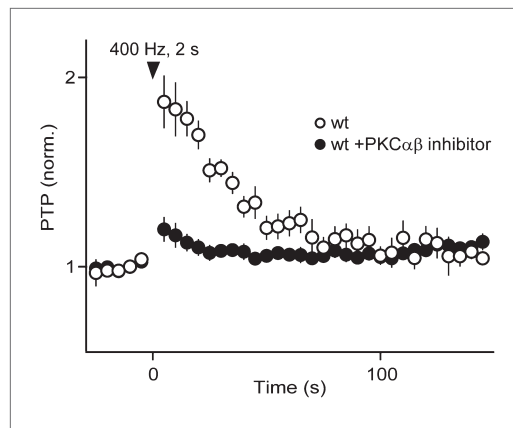 400 Hz, 2 s
2
wt
wt +PKCαβ inhibitor
PTP (norm.)
1
0
100
Time (s)